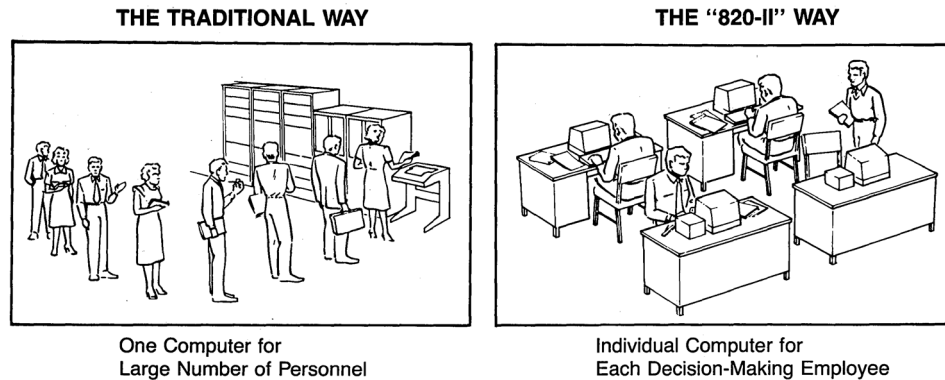 THE TRADITIONAL WAY
THE “820-II” WAY
One Computer for
Large Number of Personnel
Individual Computer for
Each Decision-Making Employee